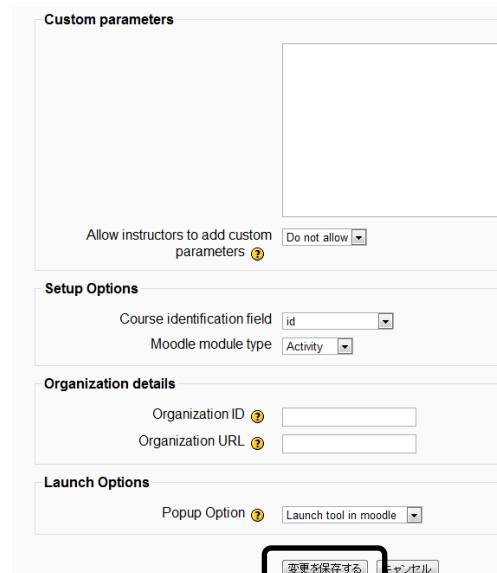 Custom parameters
Allow instructors to add custom
parameters
Do not allow
Setup Options
Course identification field
id
Moodle module type
Activity
Organization details
Organization ID
Organization URL
Launch Options
Popup Option
Launch tool in moodle
変更を保存する
キャンセル